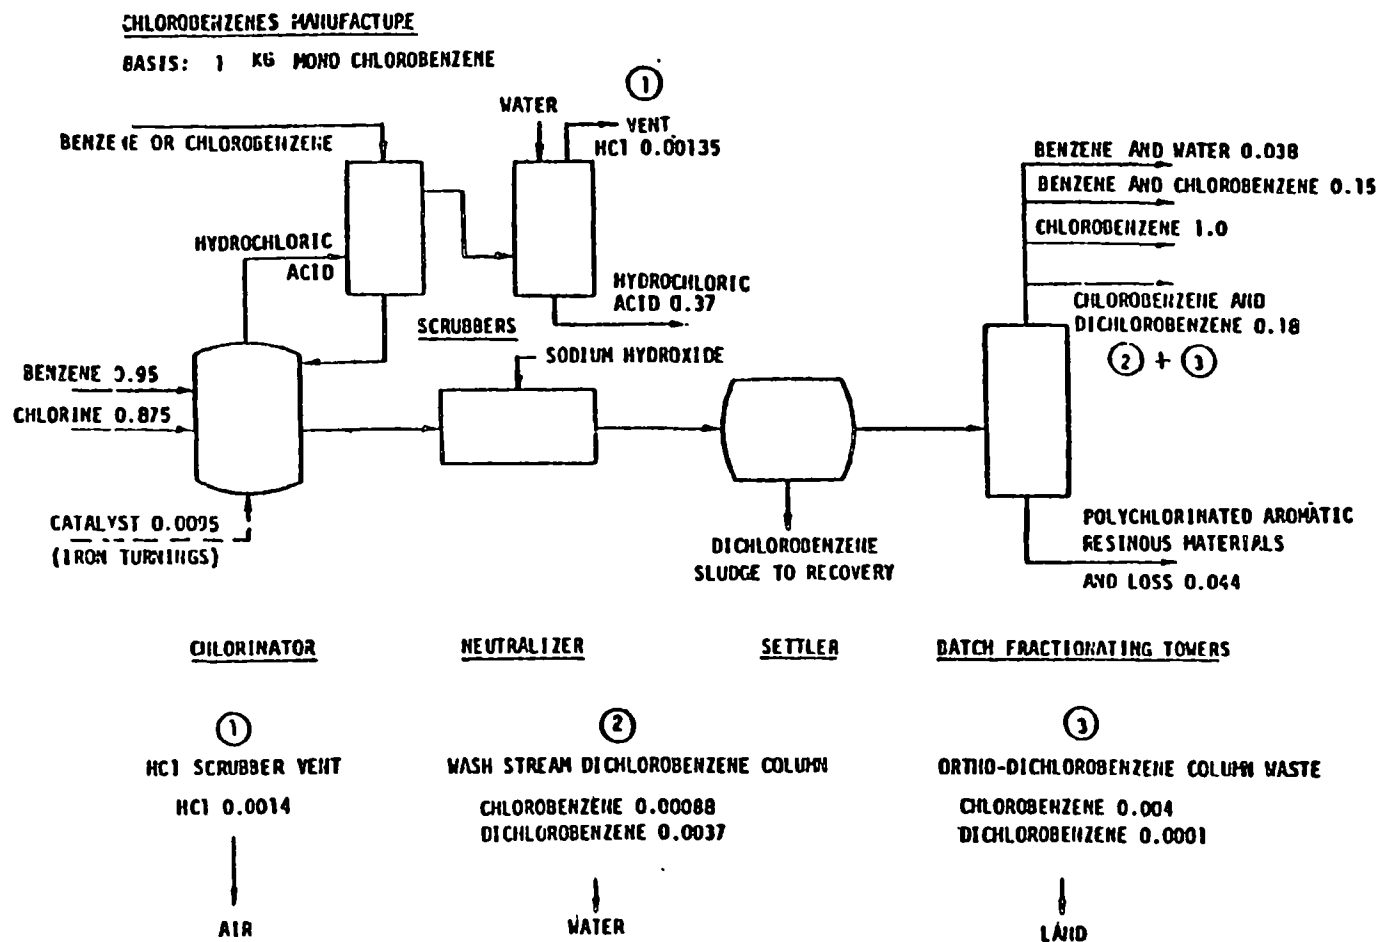 CHLOROBENZENES MANUFACTURE
BASIS: 1 KG MONO CHLOROBENZENE
1
WATER
VENT
HCl 0.00135
BENZENE OR CHLOROBENZENE
BENZENE AND WATER 0.038
BENZENE AND CHLOROBENZENE 0.15
CHLOROBENZENE 1.0
HYDROCHLORIC
ACID
HYDROCHLORIC
ACID 0.37
CHLOROBENZENE AND
DICHLOROBENZENE 0.18
2 + 3
SCRUBBERS
SODIUM HYDROXIDE
BENZENE 0.95
CHLORINE 0.875
CATALYST 0.0095
(IRON TURNINGS)
DICHLOROBENZENE
SLUDGE TO RECOVERY
POLYCHLORINATED AROMATIC
RESINOUS MATERIALS
AND LOSS 0.044
CHLORINATOR
NEUTRALIZER
SETTLER
BATCH FRACTIONATING TOWERS
1
HCl SCRUBBER VENT
HCl 0.0014
AIR
2
WASH STREAM DICHLOROBENZENE COLUMN
CHLOROBENZENE 0.00088
DICHLOROBENZENE 0.0037
WATER
3
ORTHO-DICHLOROBENZENE COLUMN WASTE
CHLOROBENZENE 0.004
DICHLOROBENZENE 0.0001
LAND